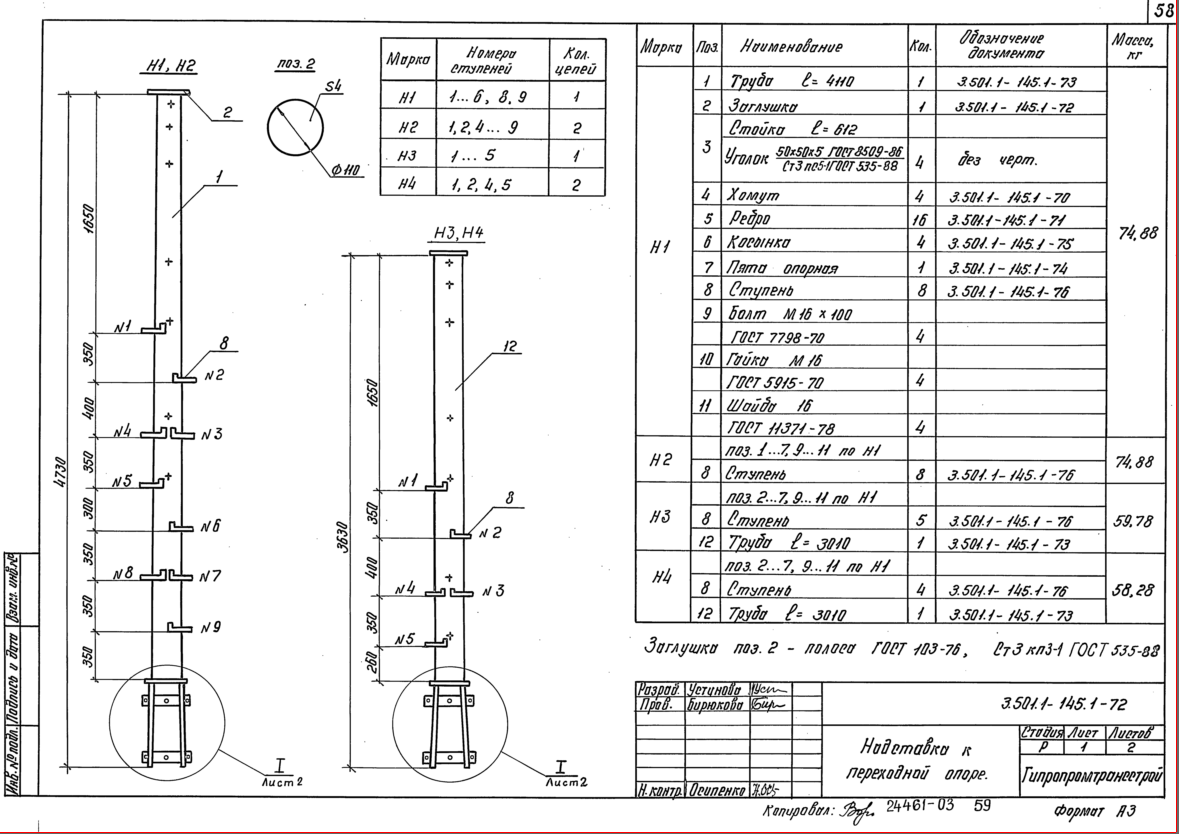 58
Н1, Н2
поз. 2
S4
Ф110
Марка Номера ступеней Кол. цепей
Н1 1...6, 8, 9 1
Н2 1, 2, 4... 9 2
Н3 1 ... 5 1
Н4 1, 2, 4, 5 2
2
1
1650
N1
350
8
N2
400
N4 N3
350
N5
300
N6
350
N8 N7
350
N9
350
4730
I
Лист 2
Н3, Н4
12
1650
N1
350
8
N2
400
N4 N3
350
N5
260
3630
I
Лист 2
Марка Поз. Наименование Кол. Обозначение документа Масса, кг
Н1 74,88
1 Труба ℓ= 4110 1 3.501.1- 145.1-73
2 Заглушка 1 3.501.1- 145.1-72
3 Стойка ℓ= 612
Уголок 50х50х5 ГОСТ 8509-86 / Ст3 пс5-1 ГОСТ 535-88 4 без черт.
4 Хомут 4 3.501.1- 145.1-70
5 Ребро 16 3.501.1-145.1-71
6 Косынка 4 3.501.1- 145.1-75
7 Пята опорная 1 3.501.1- 145.1-74
8 Ступень 8 3.501.1- 145.1-76
9 Болт М16 × 100
ГОСТ 7798-70 4
10 Гайка М16
ГОСТ 5915-70 4
11 Шайба 16
ГОСТ 11371-78 4
Н2 74,88
поз. 1...7, 9... 11 по Н1
8 Ступень 8 3.501.1-145.1-76
Н3 59,78
поз. 2...7, 9...11 по Н1
8 Ступень 5 3.501.1- 145.1-76
12 Труба ℓ= 3010 1 3.501.1- 145.1-73
Н4 58,28
поз. 2...7, 9... 11 по Н1
8 Ступень 4 3.501.1- 145.1-76
12 Труба ℓ= 3010 1 3.501.1- 145.1-73
Заглушка поз. 2 - полоса ГОСТ 103-76, Ст3 кп3-1 ГОСТ 535-88
Разраб. Устинова
Пров. Бирюкова
Н.контр. Осипенко
3.501.1- 145.1-72
Надставка к
переходной опоре.
Стадия Лист Листов
Р 1 2
Гипропромтрансстрой
Копировал: 24461-03 59 Формат А3
Взам. инв.№
Подпись и дата
Инв.№ подл.